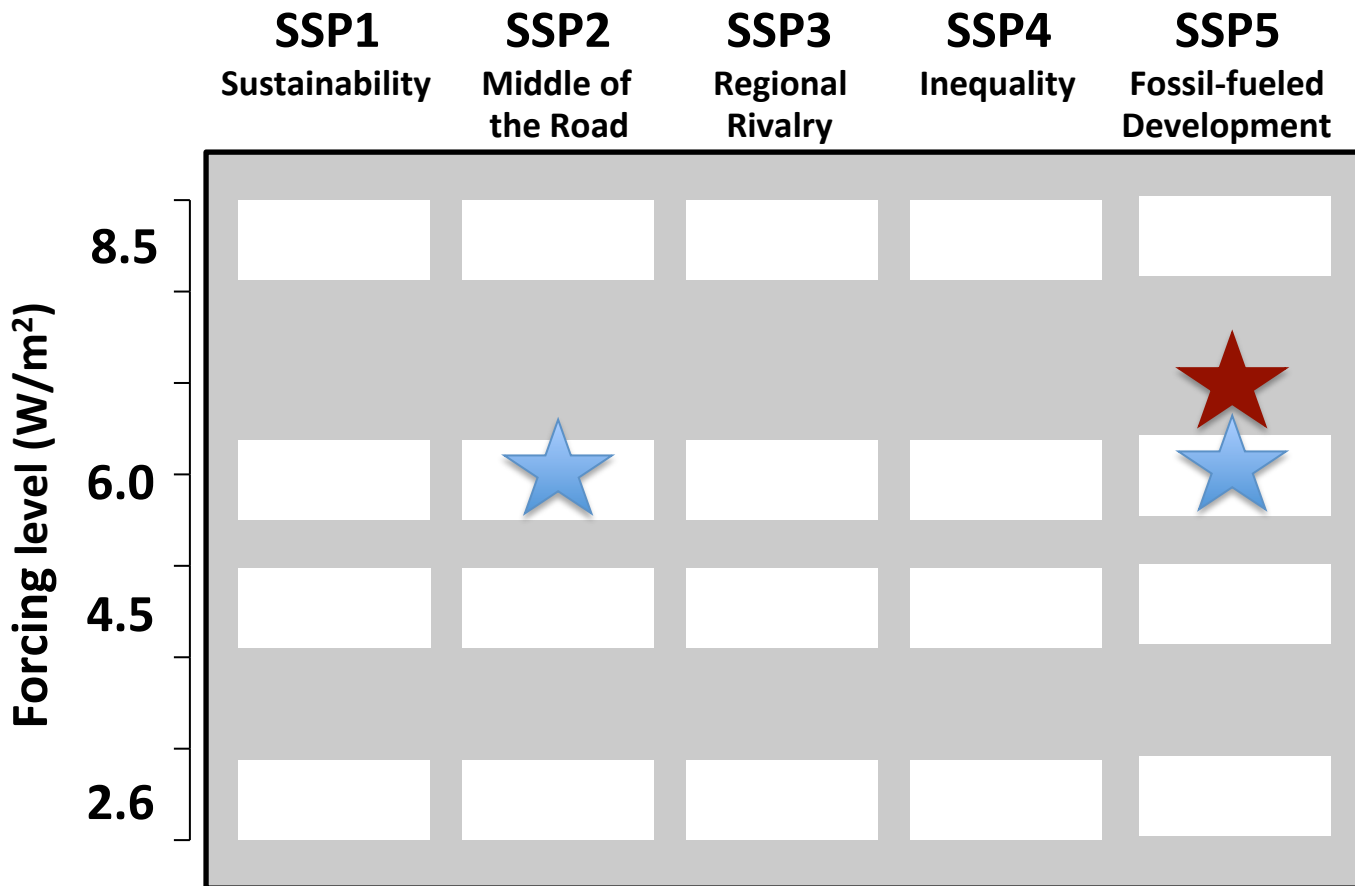 SSP1 SSP2 SSP3 SSP4 SSP5
Sustainability Middle of Regional Inequality Fossil-fueled
the Road Rivalry Development
8.5
6.0
4.5
2.6
Forcing level (W/m²)